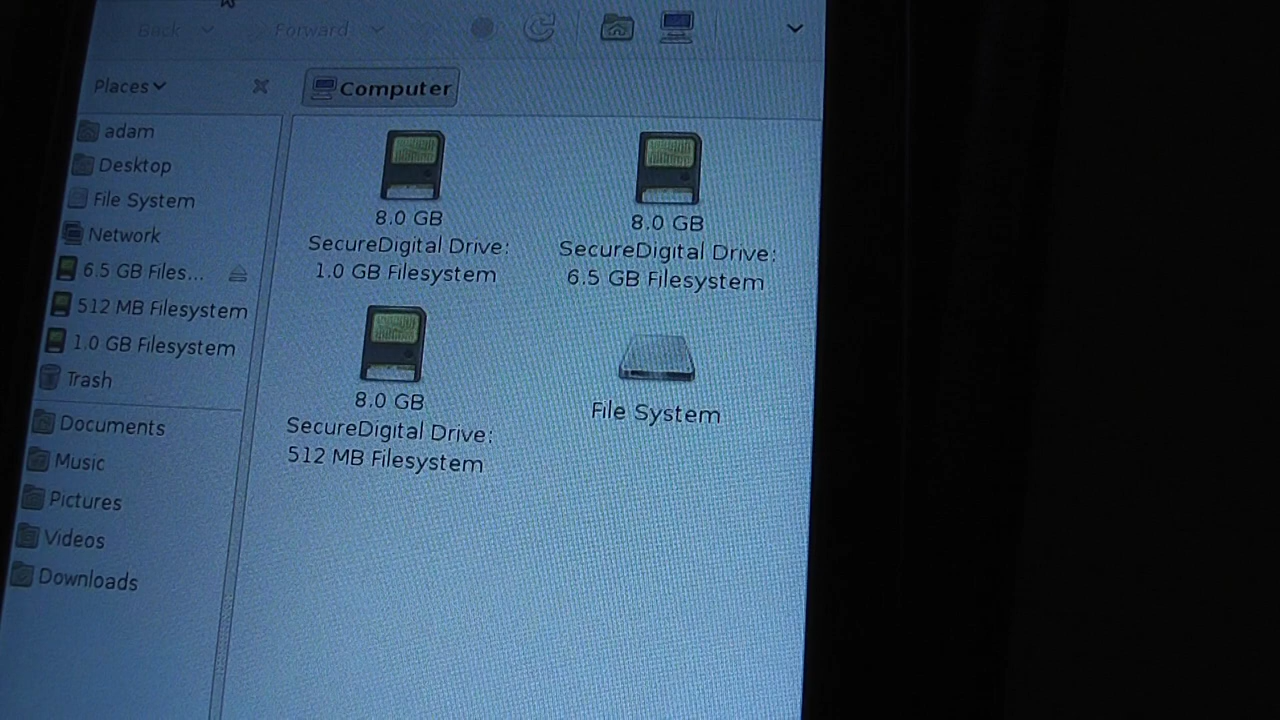 Back
Forward
Places
Computer
adam
Desktop
File System
Network
6.5 GB Files...
512 MB Filesystem
1.0 GB Filesystem
Trash
Documents
Music
Pictures
Videos
Downloads
8.0 GB
SecureDigital Drive:
1.0 GB Filesystem
8.0 GB
SecureDigital Drive:
6.5 GB Filesystem
8.0 GB
SecureDigital Drive:
512 MB Filesystem
File System